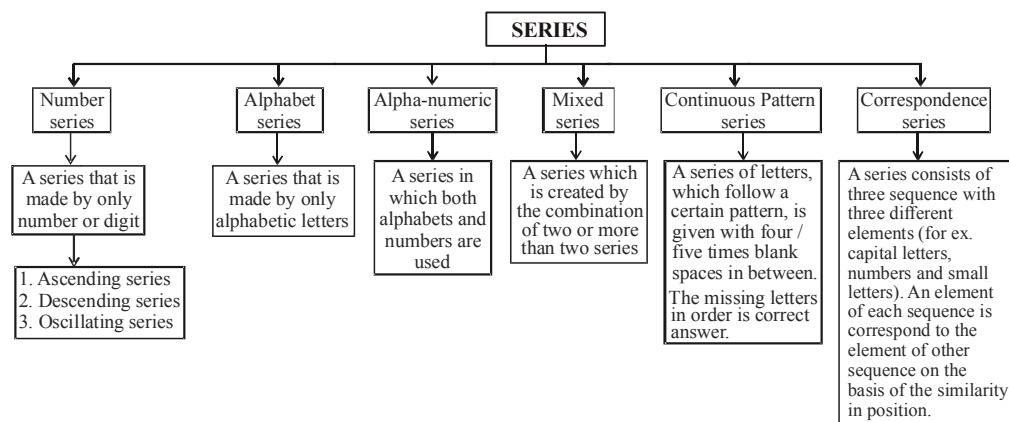 SERIES
Number
series
Alphabet
series
Alpha-numeric
series
Mixed
series
Continuous Pattern
series
Correspondence
series
A series that is
made by only
number or digit
A series that is
made by only
alphabetic letters
A series in
which both
alphabets and
numbers are
used
A series which
is created by
the combination
of two or more
than two series
A series of letters,
which follow a
certain pattern, is
given with four /
five times blank
spaces in between.
The missing letters
in order is correct
answer.
A series consists of
three sequence with
three different
elements (for ex.
capital letters,
numbers and small
letters). An element
of each sequence is
correspond to the
element of other
sequence on the
basis of the similarity
in position.
1. Ascending series
2. Descending series
3. Oscillating series